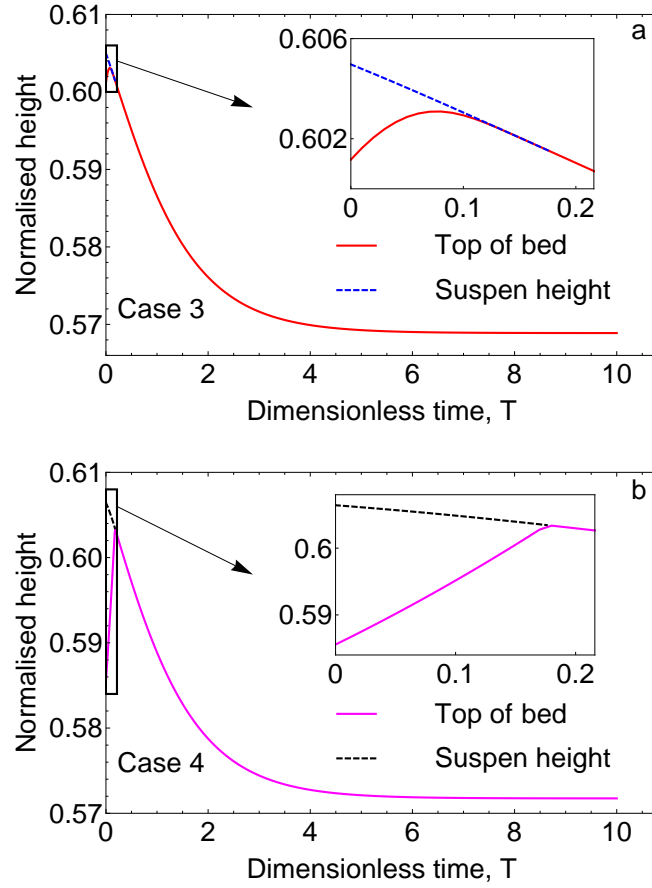 a
0.61
0.60
0.59
0.58
0.57
Normalised height
0.606
0.602
0 0.1 0.2
Top of bed
Suspen height
Case 3
0 2 4 6 8 10
Dimensionless time, T
b
0.61
0.60
0.59
0.58
0.57
Normalised height
0.6
0.59
0 0.1 0.2
Top of bed
Suspen height
Case 4
0 2 4 6 8 10
Dimensionless time, T